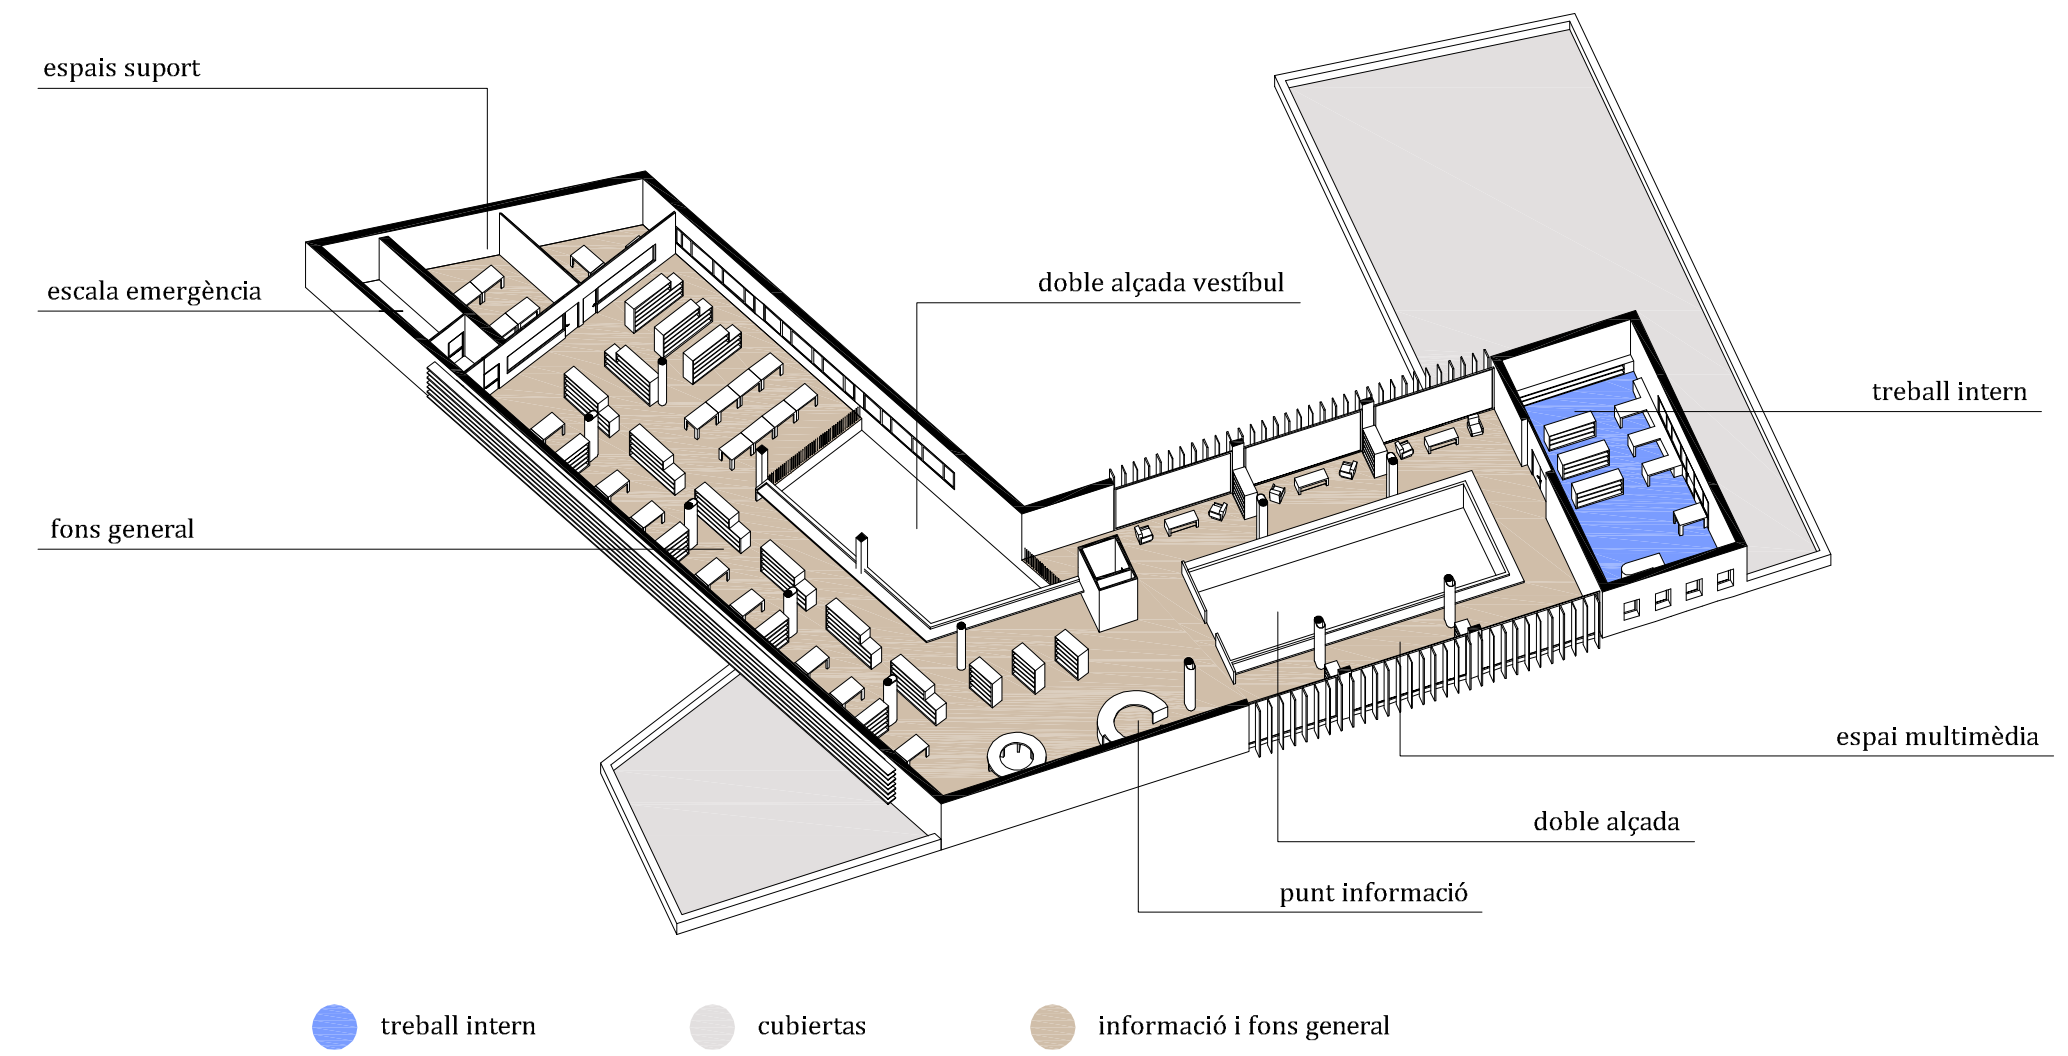 espais suport
escala emergència
doble alçada vestíbul
treball intern
fons general
espai multimèdia
doble alçada
punt informació
treball intern
cubiertas
informació i fons general